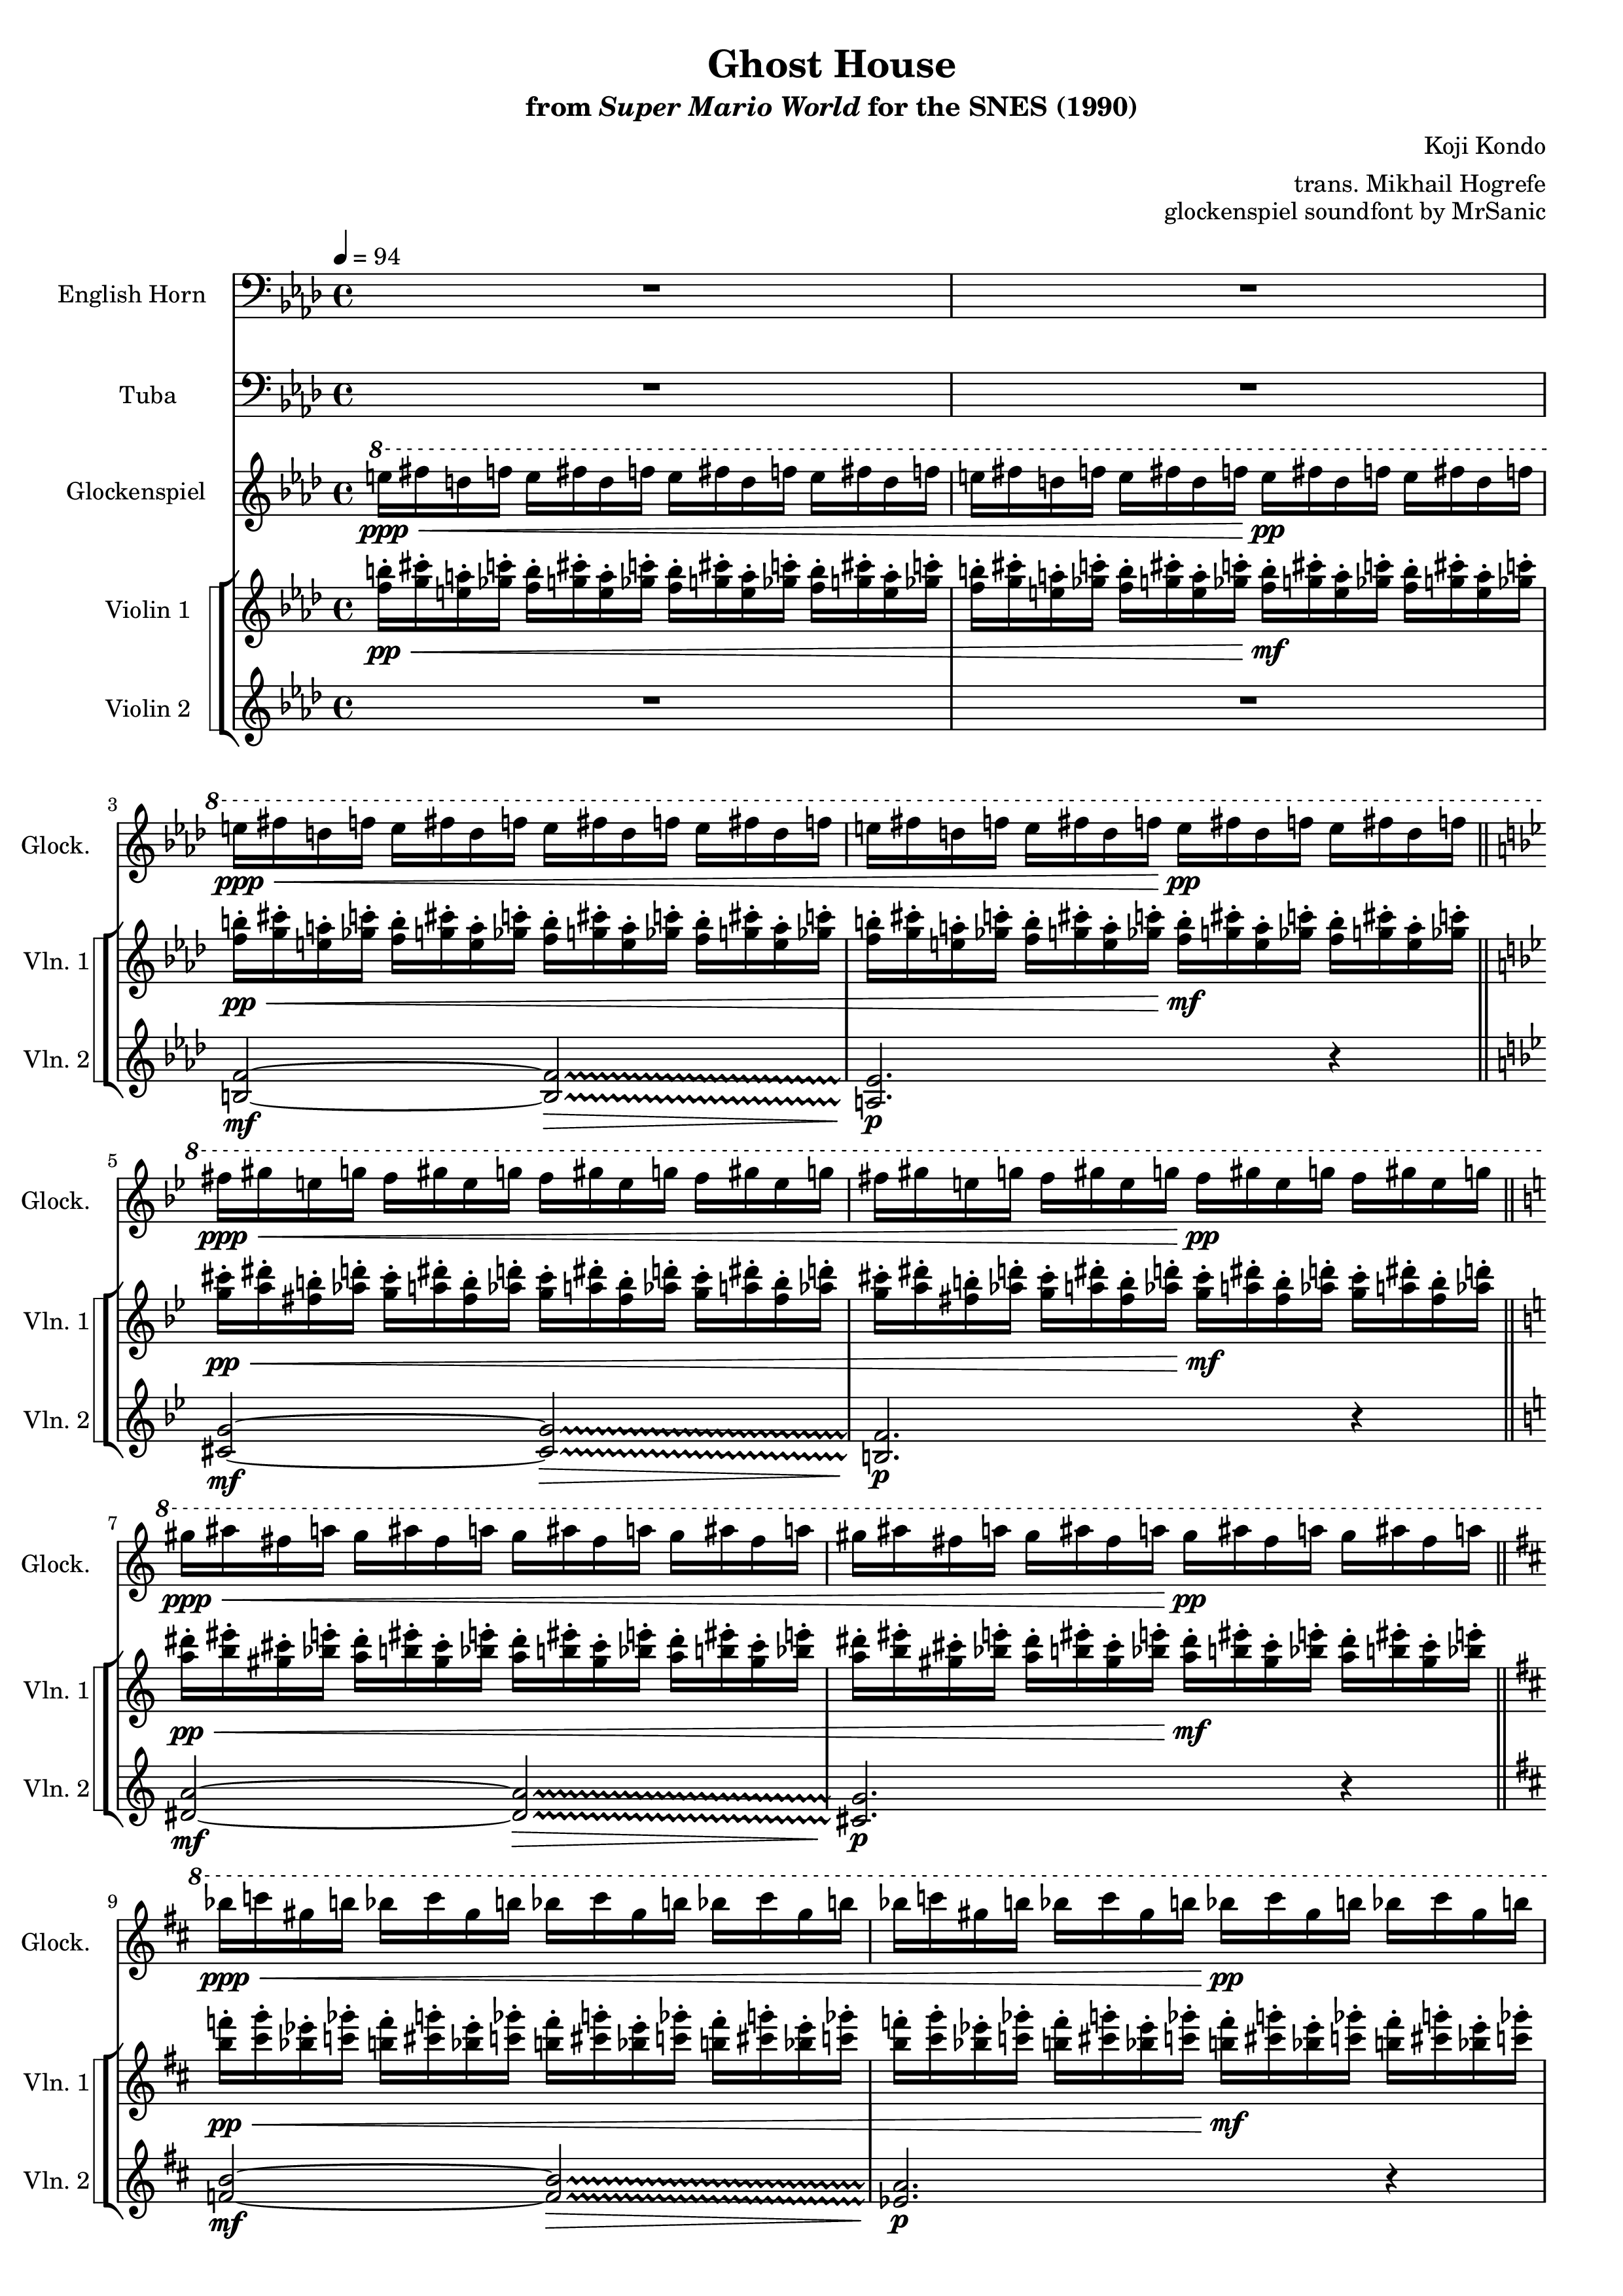 Ghost House
from Super Mario World for the SNES (1990)
Koji Kondo
trans. Mikhail Hogrefe
glockenspiel soundfont by MrSanic
= 94
English Horn
Tuba
8
Glockenspiel
ppp pp
Violin 1
pp mf
Violin 2
3
8
Glock.
ppp pp
Vln. 1
pp mf
Vln. 2
mf p
5
8
Glock.
ppp pp
Vln. 1
pp mf
Vln. 2
mf p
7
8
Glock.
ppp pp
Vln. 1
pp mf
Vln. 2
mf p
9
8
Glock.
ppp pp
Vln. 1
pp mf
Vln. 2
mf p